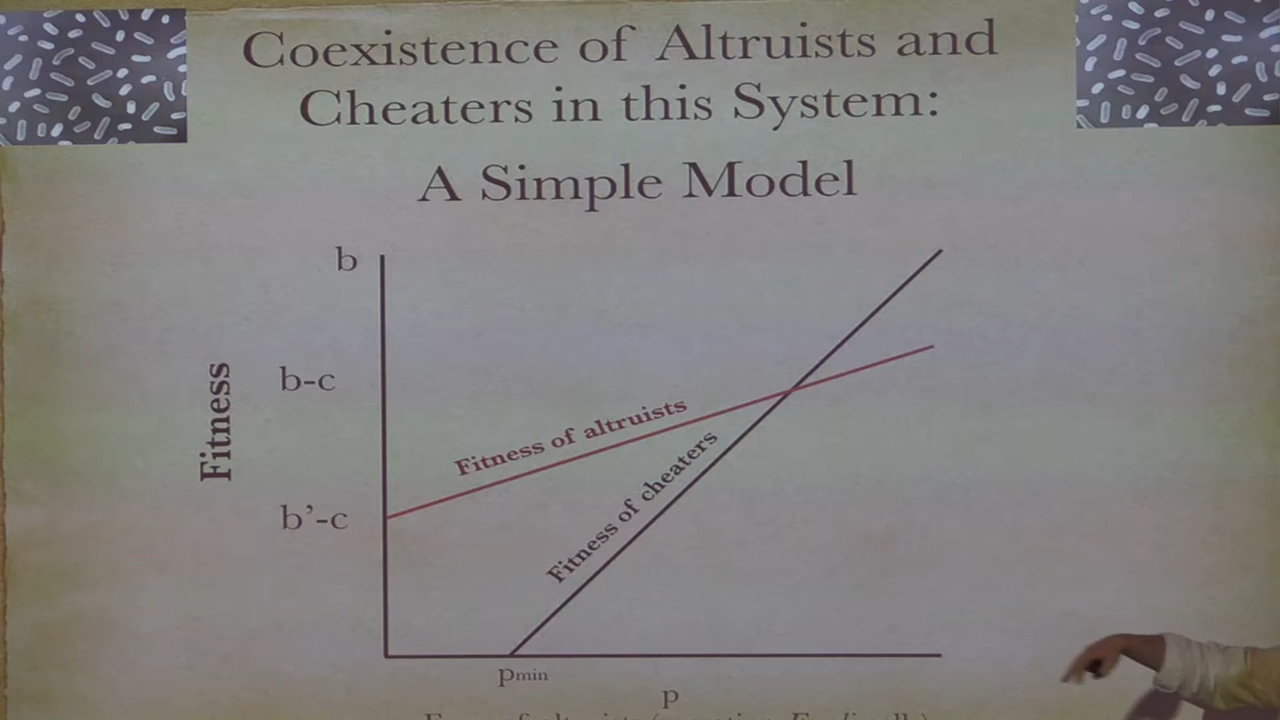 Coexistence of Altruists and
Cheaters in this System:
A Simple Model
b
b-c
b’-c
Fitness
Fitness of altruists
Fitness of cheaters
pmin
p